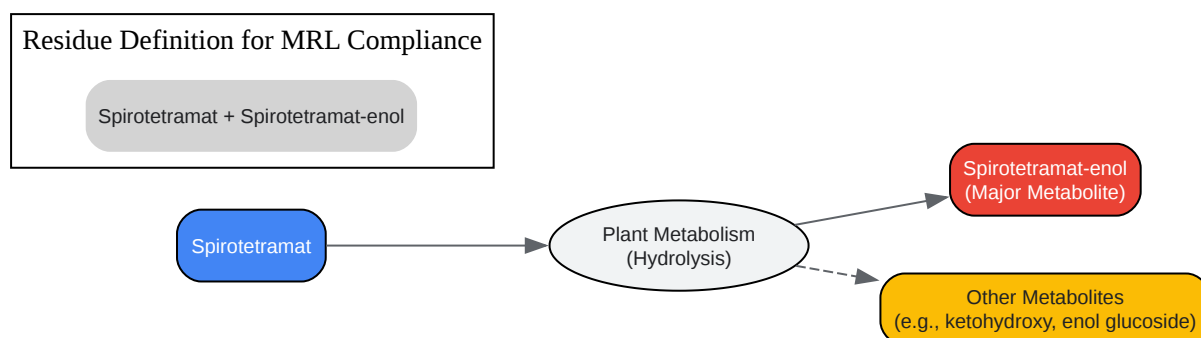 Residue Definition for MRL Compliance
Spirotetramat + Spirotetramat-enol
Spirotetramat
Plant Metabolism
(Hydrolysis)
Spirotetramat-enol
(Major Metabolite)
Other Metabolites
(e.g., ketohydroxy, enol glucoside)